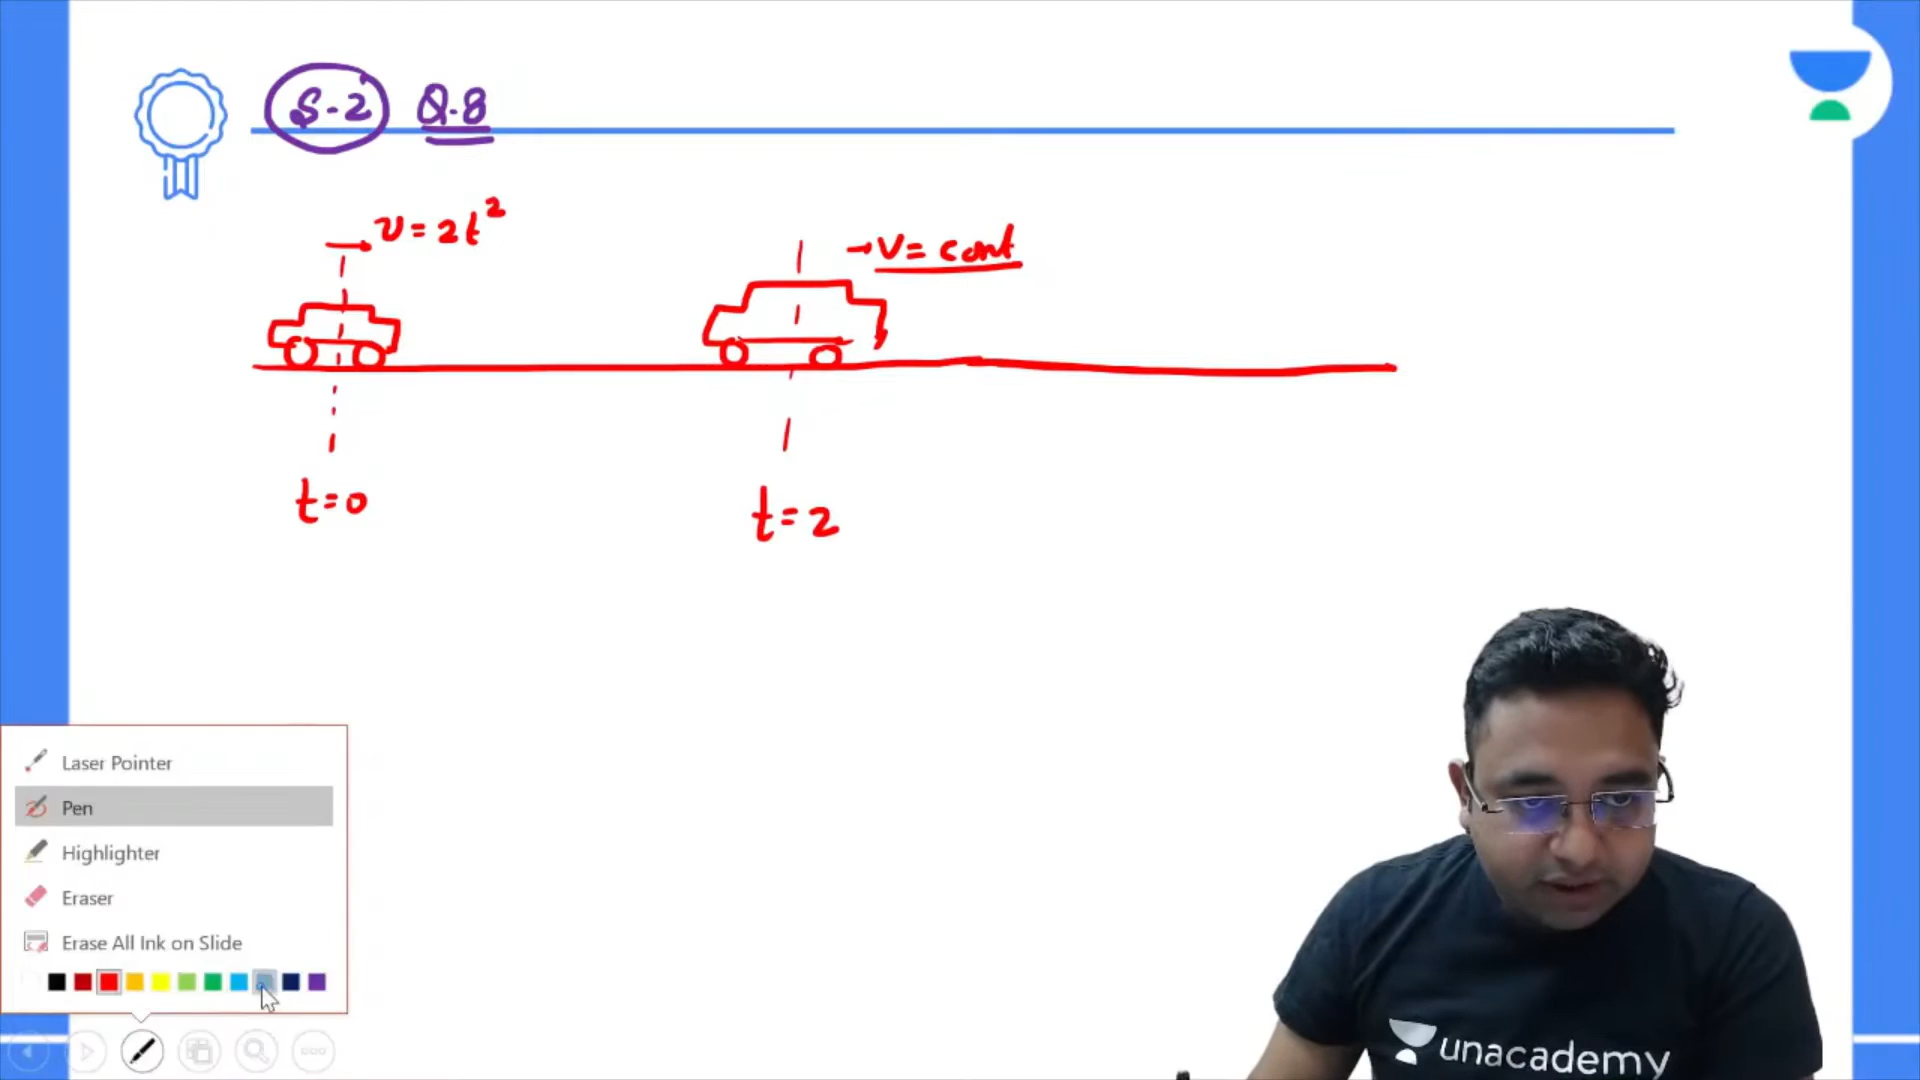 S-2 Q.8
v = 2t²
v = cont
t = 0
t = 2
Laser Pointer
Pen
Highlighter
Eraser
Erase All Ink on Slide
unacademy